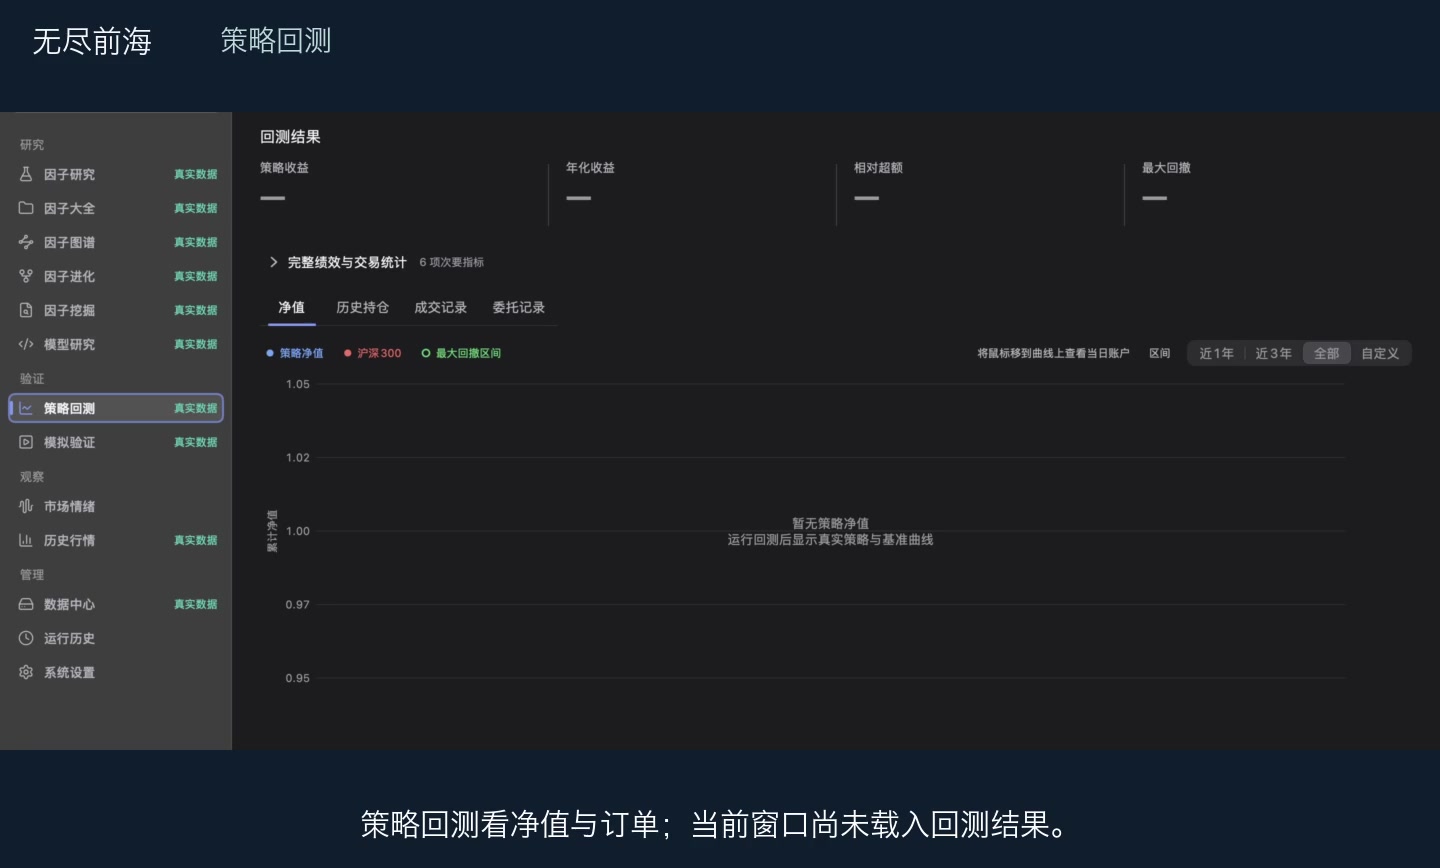 无尽前海 策略回测
研究
因子研究 真实数据
因子大全 真实数据
因子图谱 真实数据
因子进化 真实数据
因子挖掘 真实数据
模型研究 真实数据
验证
策略回测 真实数据
模拟验证 真实数据
观察
市场情绪
历史行情 真实数据
管理
数据中心 真实数据
运行历史
系统设置
回测结果
策略收益 年化收益 相对超额 最大回撤
— — — —
完整绩效与交易统计 6 项次要指标
净值 历史持仓 成交记录 委托记录
策略净值 沪深300 最大回撤区间 将鼠标移到曲线上查看当日账户 区间 近1年 近3年 全部 自定义
累计净值
1.05
1.02
1.00
0.97
0.95
暂无策略净值
运行回测后显示真实策略与基准曲线
策略回测看净值与订单；当前窗口尚未载入回测结果。